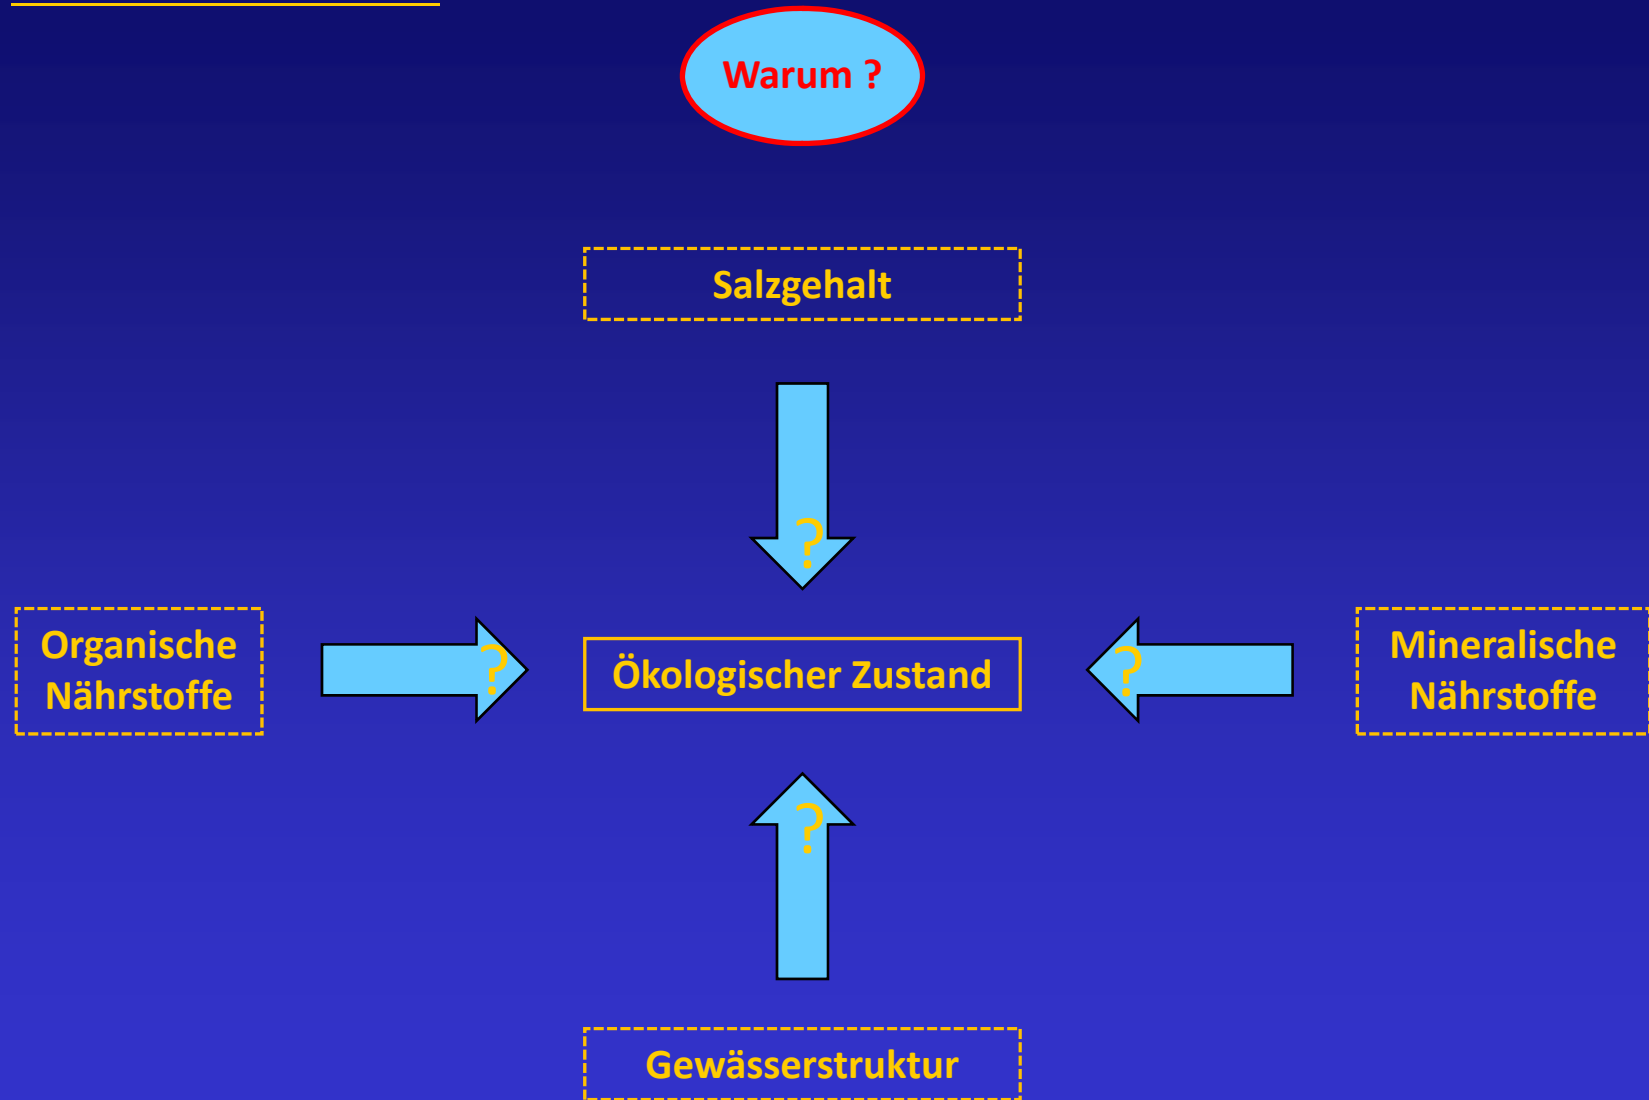 Warum ?
Salzgehalt
?
Organische
Nährstoffe
?
Ökologischer Zustand
?
Mineralische
Nährstoffe
?
Gewässerstruktur